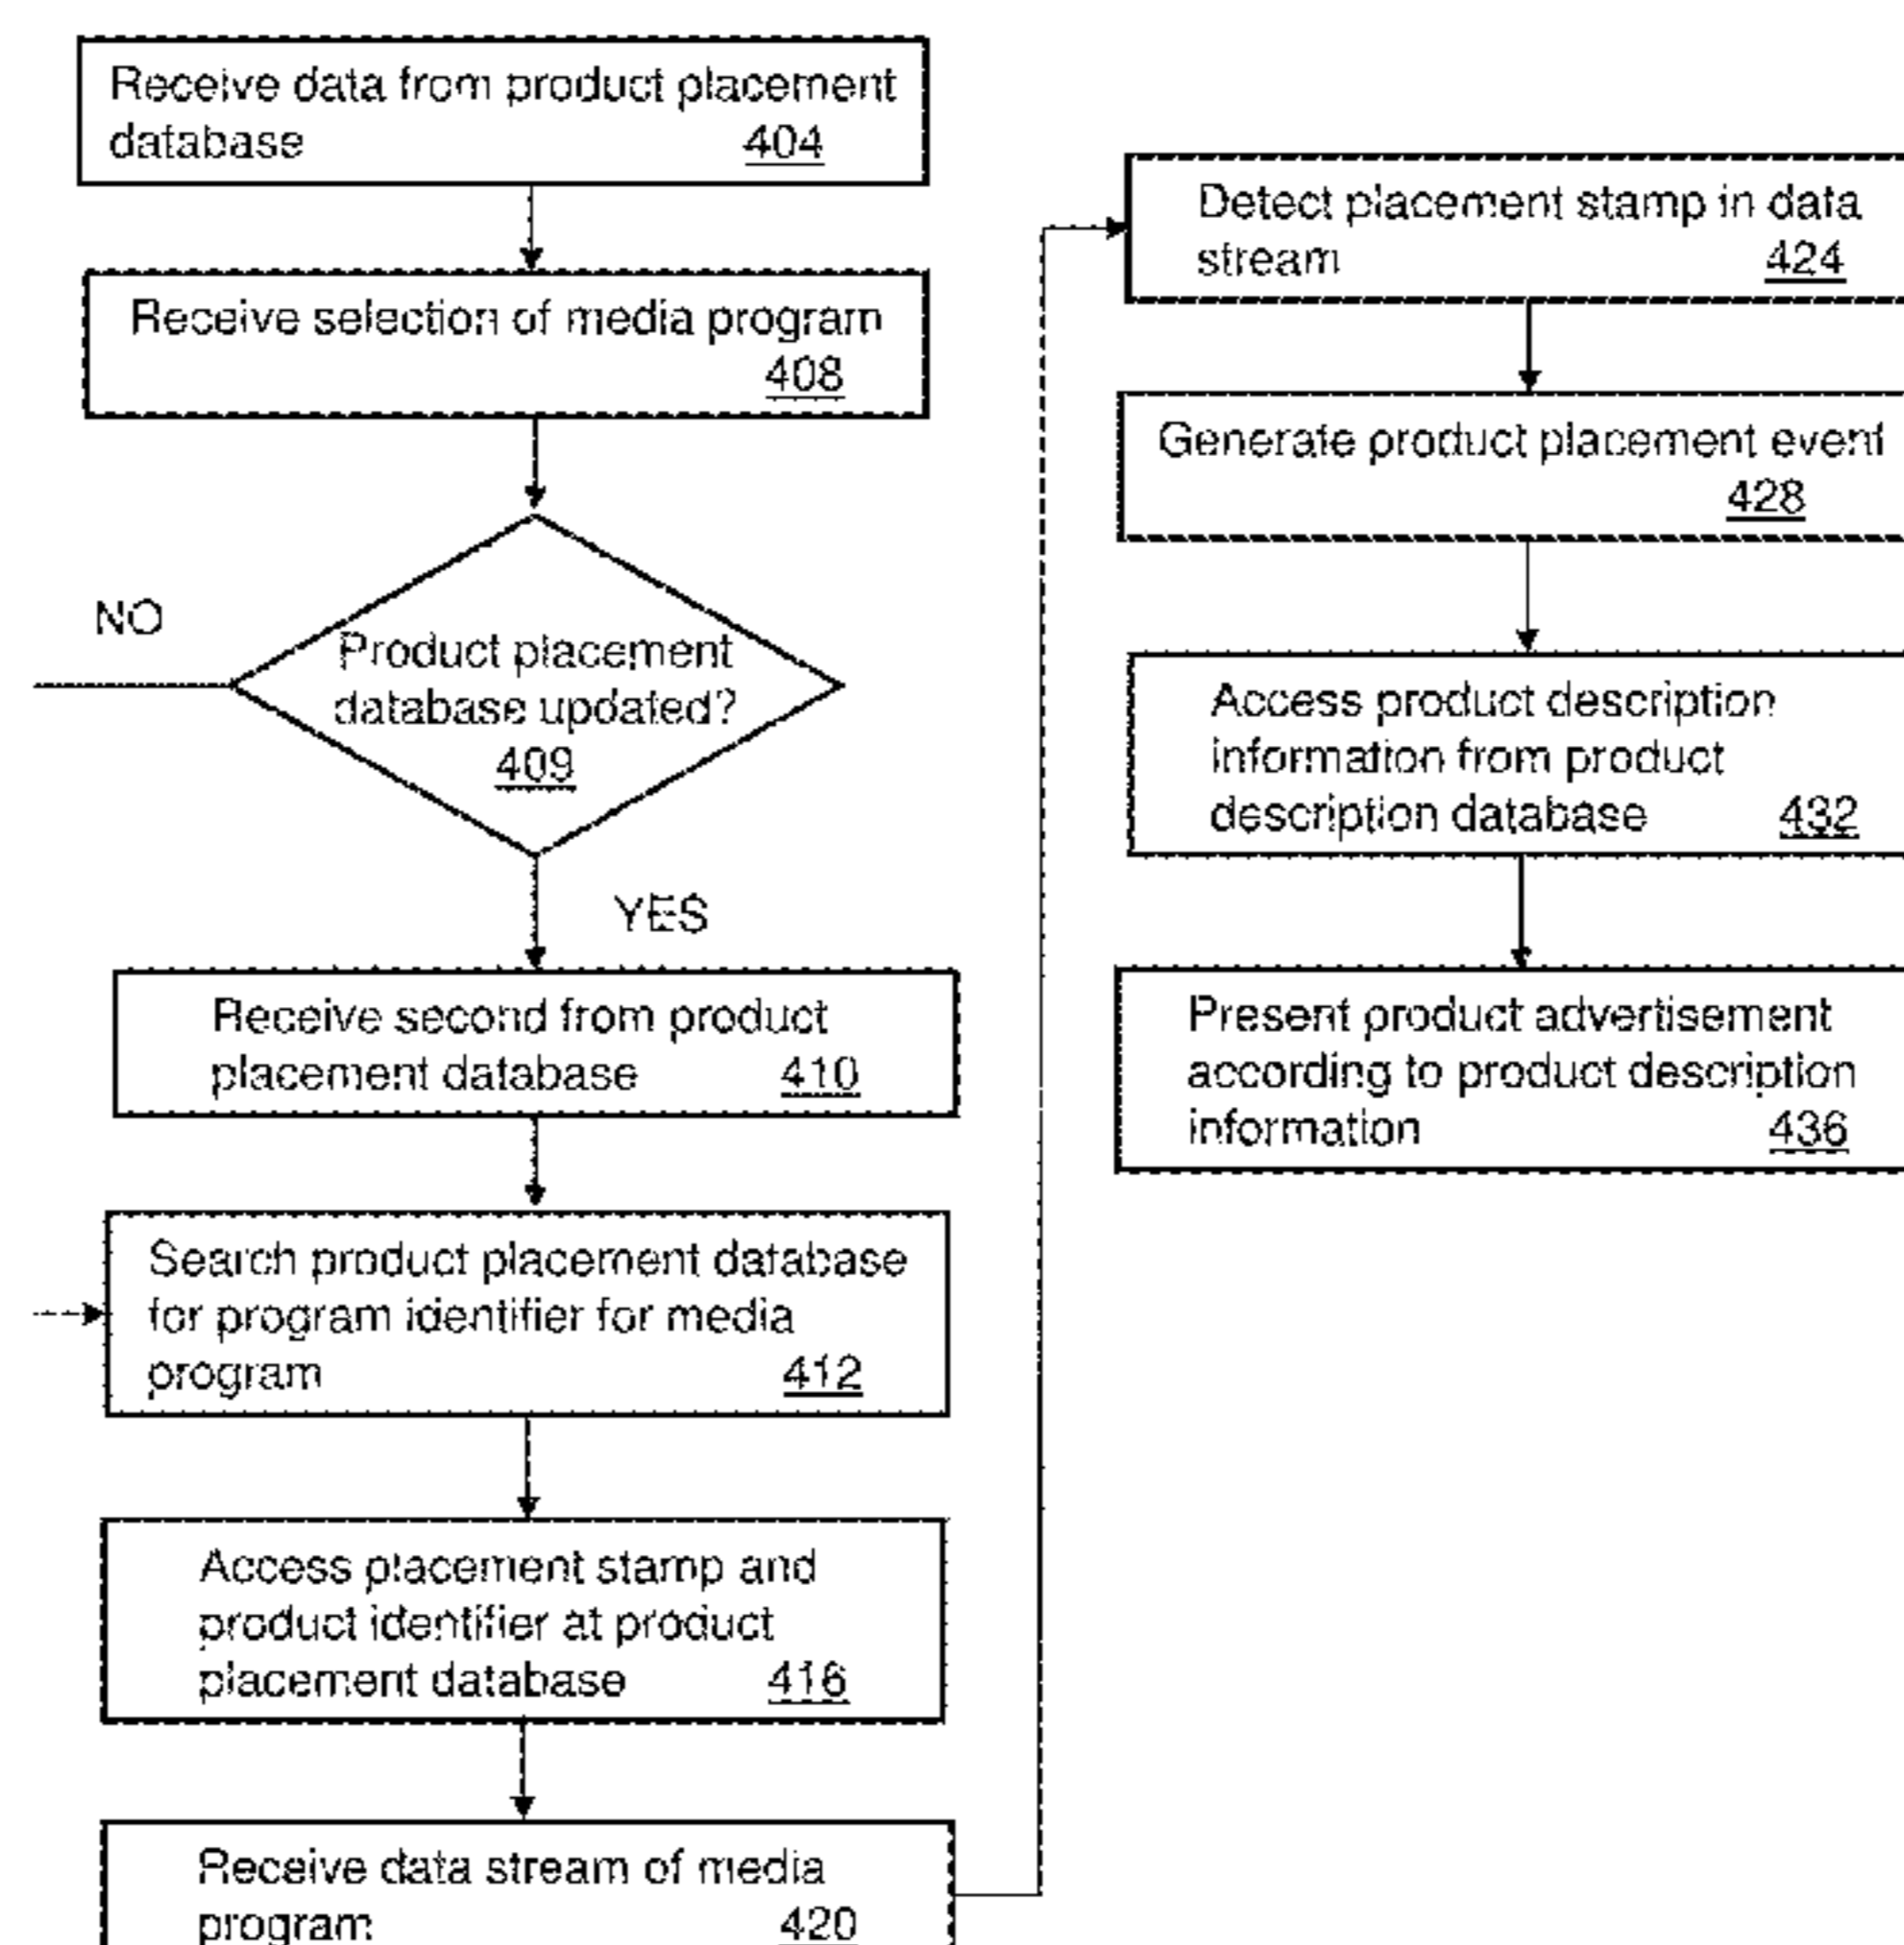 Receive data from product placement
database 404
Receive selection of media program
408
NO
Product placement
database updated?
409
YES
Receive second from product
placement database 410
Search product placement database
for program identifier for media
program 412
Access placement stamp and
product identifier at product
placement database 416
Receive data stream of media
program 420
Detect placement stamp in data
stream 424
Generate product placement event
428
Access product description
information from product
description database 432
Present product advertisement
according to product description
information 436